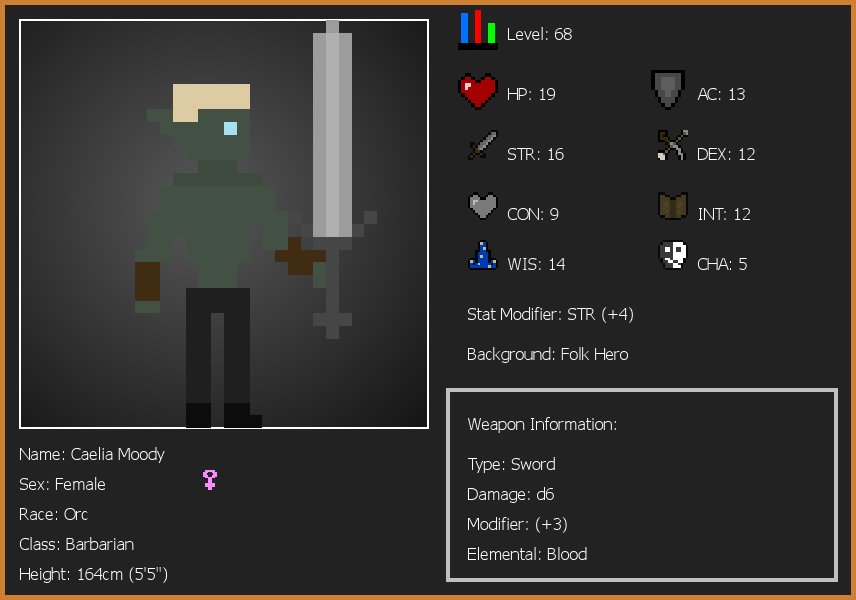 Level: 68
HP: 19
AC: 13
STR: 16
DEX: 12
CON: 9
INT: 12
WIS: 14
CHA: 5
Stat Modifier: STR (+4)
Background: Folk Hero
Weapon Information:
Type: Sword
Damage: d6
Modifier: (+3)
Elemental: Blood
Name: Caelia Moody
Sex: Female
Race: Orc
Class: Barbarian
Height: 164cm (5'5")